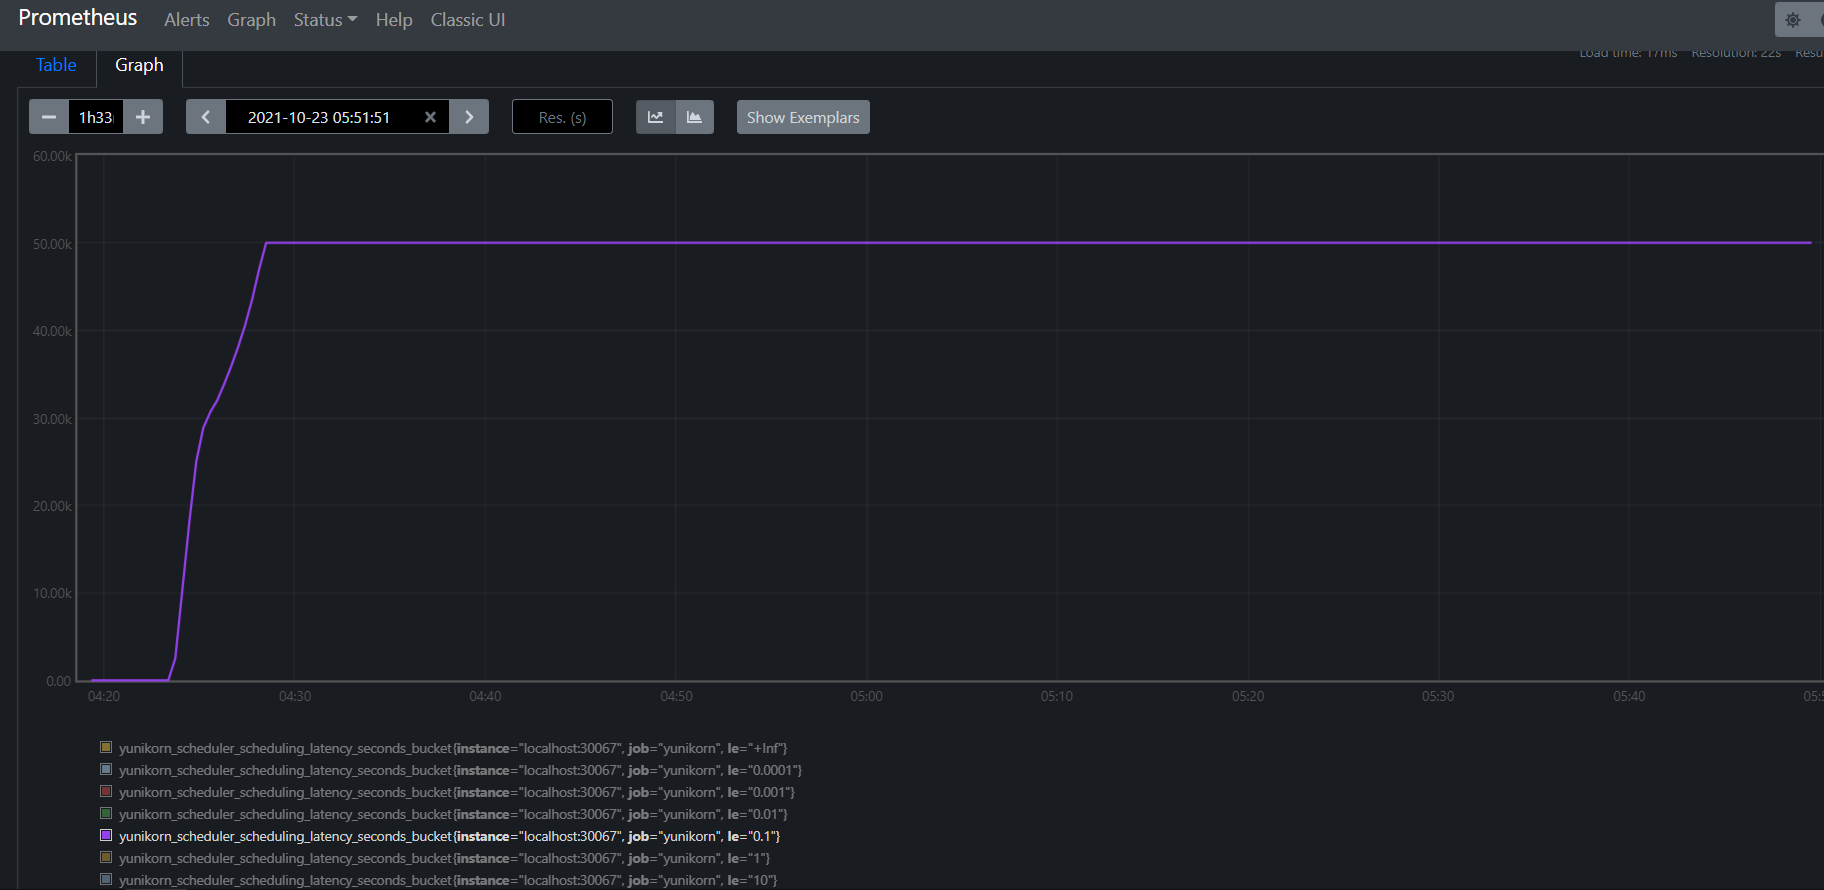 Prometheus Alerts Graph Status Help Classic UI
Load time: 17ms Resolution: 22s
Table Graph
1h33 2021-10-23 05:51:51 Res. (s) Show Exemplars
60.00k
50.00k
40.00k
30.00k
20.00k
10.00k
0.00
04:20 04:30 04:40 04:50 05:00 05:10 05:20 05:30 05:40
yunikorn_scheduler_scheduling_latency_seconds_bucket{instance="localhost:30067", job="yunikorn", le="+Inf"}
yunikorn_scheduler_scheduling_latency_seconds_bucket{instance="localhost:30067", job="yunikorn", le="0.0001"}
yunikorn_scheduler_scheduling_latency_seconds_bucket{instance="localhost:30067", job="yunikorn", le="0.001"}
yunikorn_scheduler_scheduling_latency_seconds_bucket{instance="localhost:30067", job="yunikorn", le="0.01"}
yunikorn_scheduler_scheduling_latency_seconds_bucket{instance="localhost:30067", job="yunikorn", le="0.1"}
yunikorn_scheduler_scheduling_latency_seconds_bucket{instance="localhost:30067", job="yunikorn", le="1"}
yunikorn_scheduler_scheduling_latency_seconds_bucket{instance="localhost:30067", job="yunikorn", le="10"}